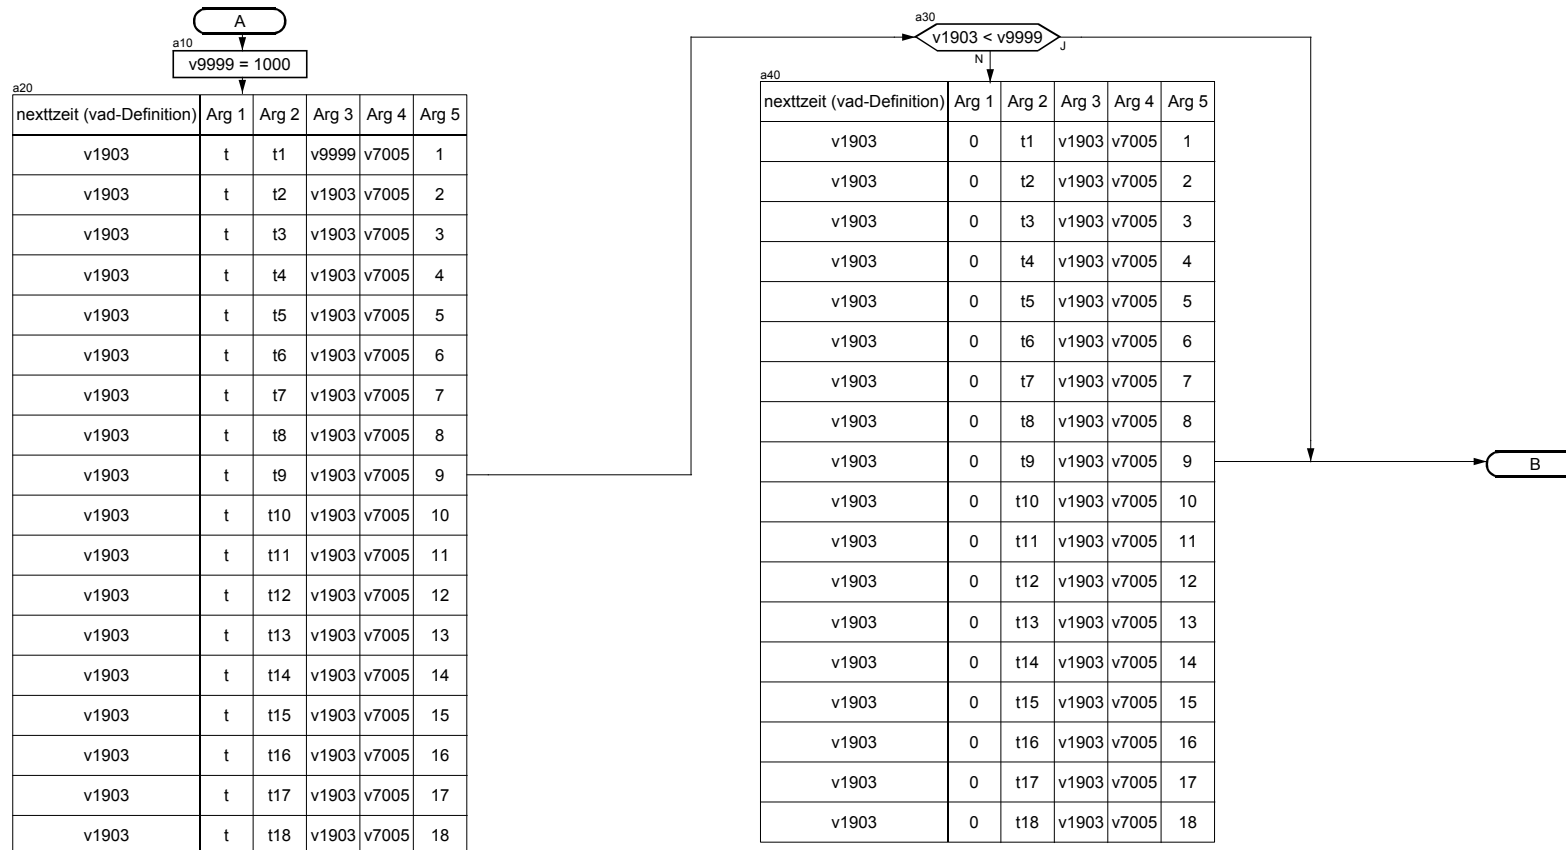 A
a10
v9999 = 1000
a20
nexttzeit (vad-Definition) Arg 1 Arg 2 Arg 3 Arg 4 Arg 5
v1903 t t1 v9999 v7005 1
v1903 t t2 v1903 v7005 2
v1903 t t3 v1903 v7005 3
v1903 t t4 v1903 v7005 4
v1903 t t5 v1903 v7005 5
v1903 t t6 v1903 v7005 6
v1903 t t7 v1903 v7005 7
v1903 t t8 v1903 v7005 8
v1903 t t9 v1903 v7005 9
v1903 t t10 v1903 v7005 10
v1903 t t11 v1903 v7005 11
v1903 t t12 v1903 v7005 12
v1903 t t13 v1903 v7005 13
v1903 t t14 v1903 v7005 14
v1903 t t15 v1903 v7005 15
v1903 t t16 v1903 v7005 16
v1903 t t17 v1903 v7005 17
v1903 t t18 v1903 v7005 18
a30
v1903 < v9999
J
N
a40
nexttzeit (vad-Definition) Arg 1 Arg 2 Arg 3 Arg 4 Arg 5
v1903 0 t1 v1903 v7005 1
v1903 0 t2 v1903 v7005 2
v1903 0 t3 v1903 v7005 3
v1903 0 t4 v1903 v7005 4
v1903 0 t5 v1903 v7005 5
v1903 0 t6 v1903 v7005 6
v1903 0 t7 v1903 v7005 7
v1903 0 t8 v1903 v7005 8
v1903 0 t9 v1903 v7005 9
v1903 0 t10 v1903 v7005 10
v1903 0 t11 v1903 v7005 11
v1903 0 t12 v1903 v7005 12
v1903 0 t13 v1903 v7005 13
v1903 0 t14 v1903 v7005 14
v1903 0 t15 v1903 v7005 15
v1903 0 t16 v1903 v7005 16
v1903 0 t17 v1903 v7005 17
v1903 0 t18 v1903 v7005 18
B